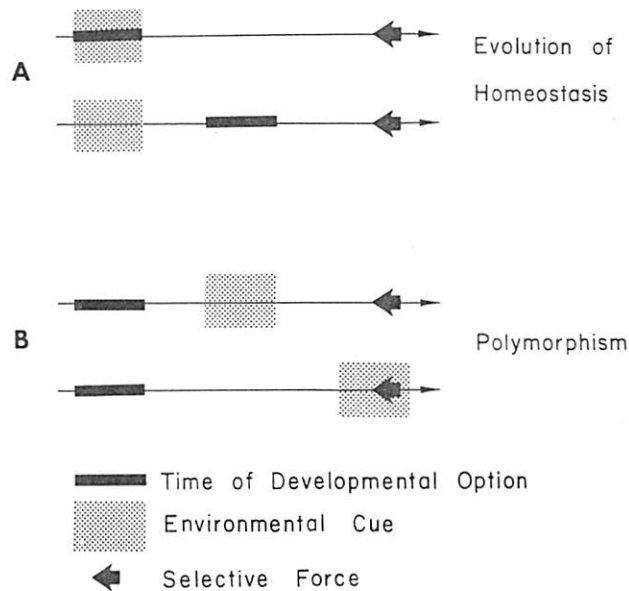 A
Evolution of
Homeostasis
B
Polymorphism
Time of Developmental Option
Environmental Cue
Selective Force